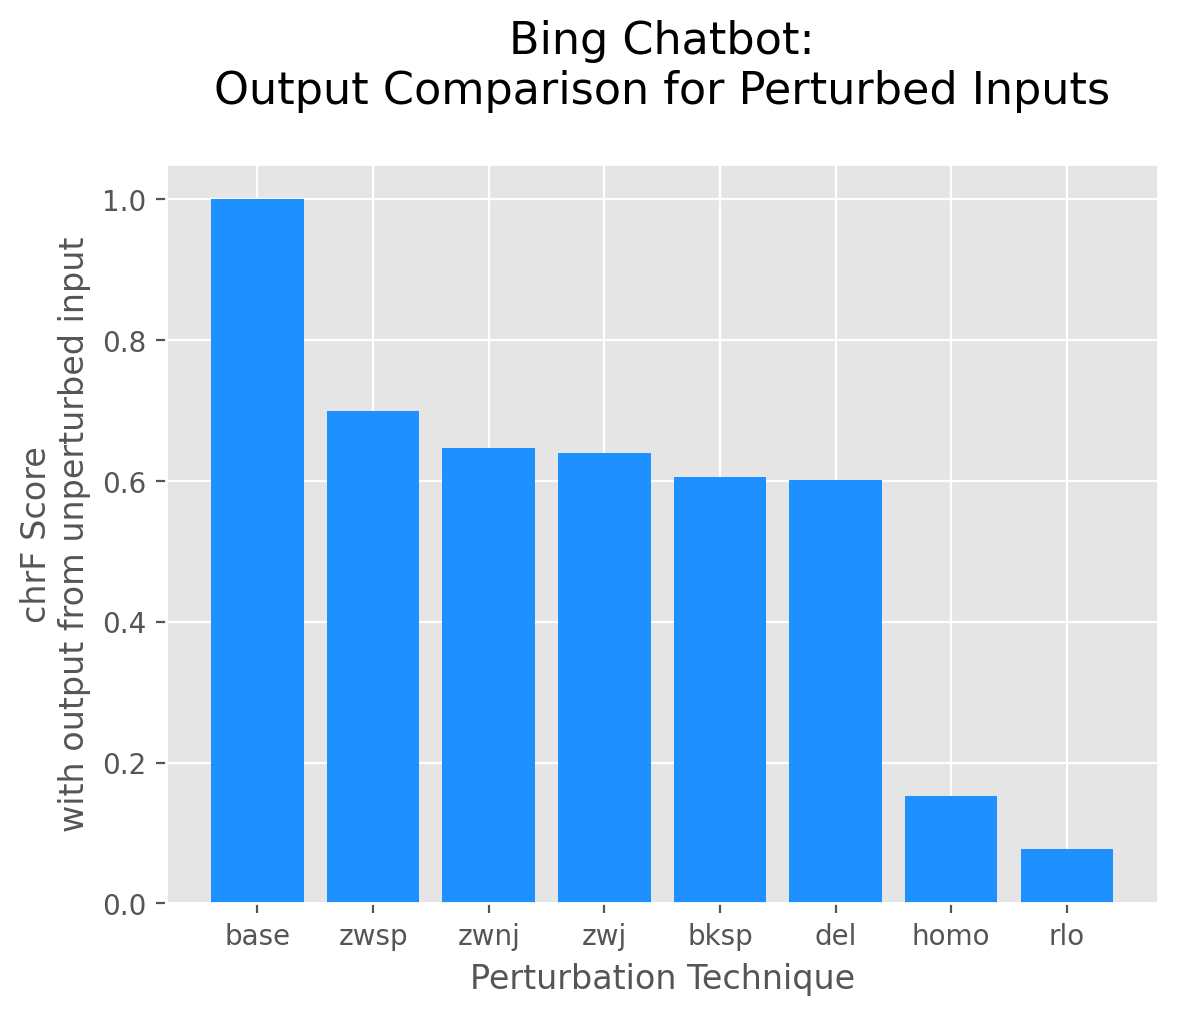 Bing Chatbot:
Output Comparison for Perturbed Inputs
chrF Score
with output from unperturbed input
1.0
0.8
0.6
0.4
0.2
0.0
base zwsp zwnj zwj bksp del homo rlo
Perturbation Technique